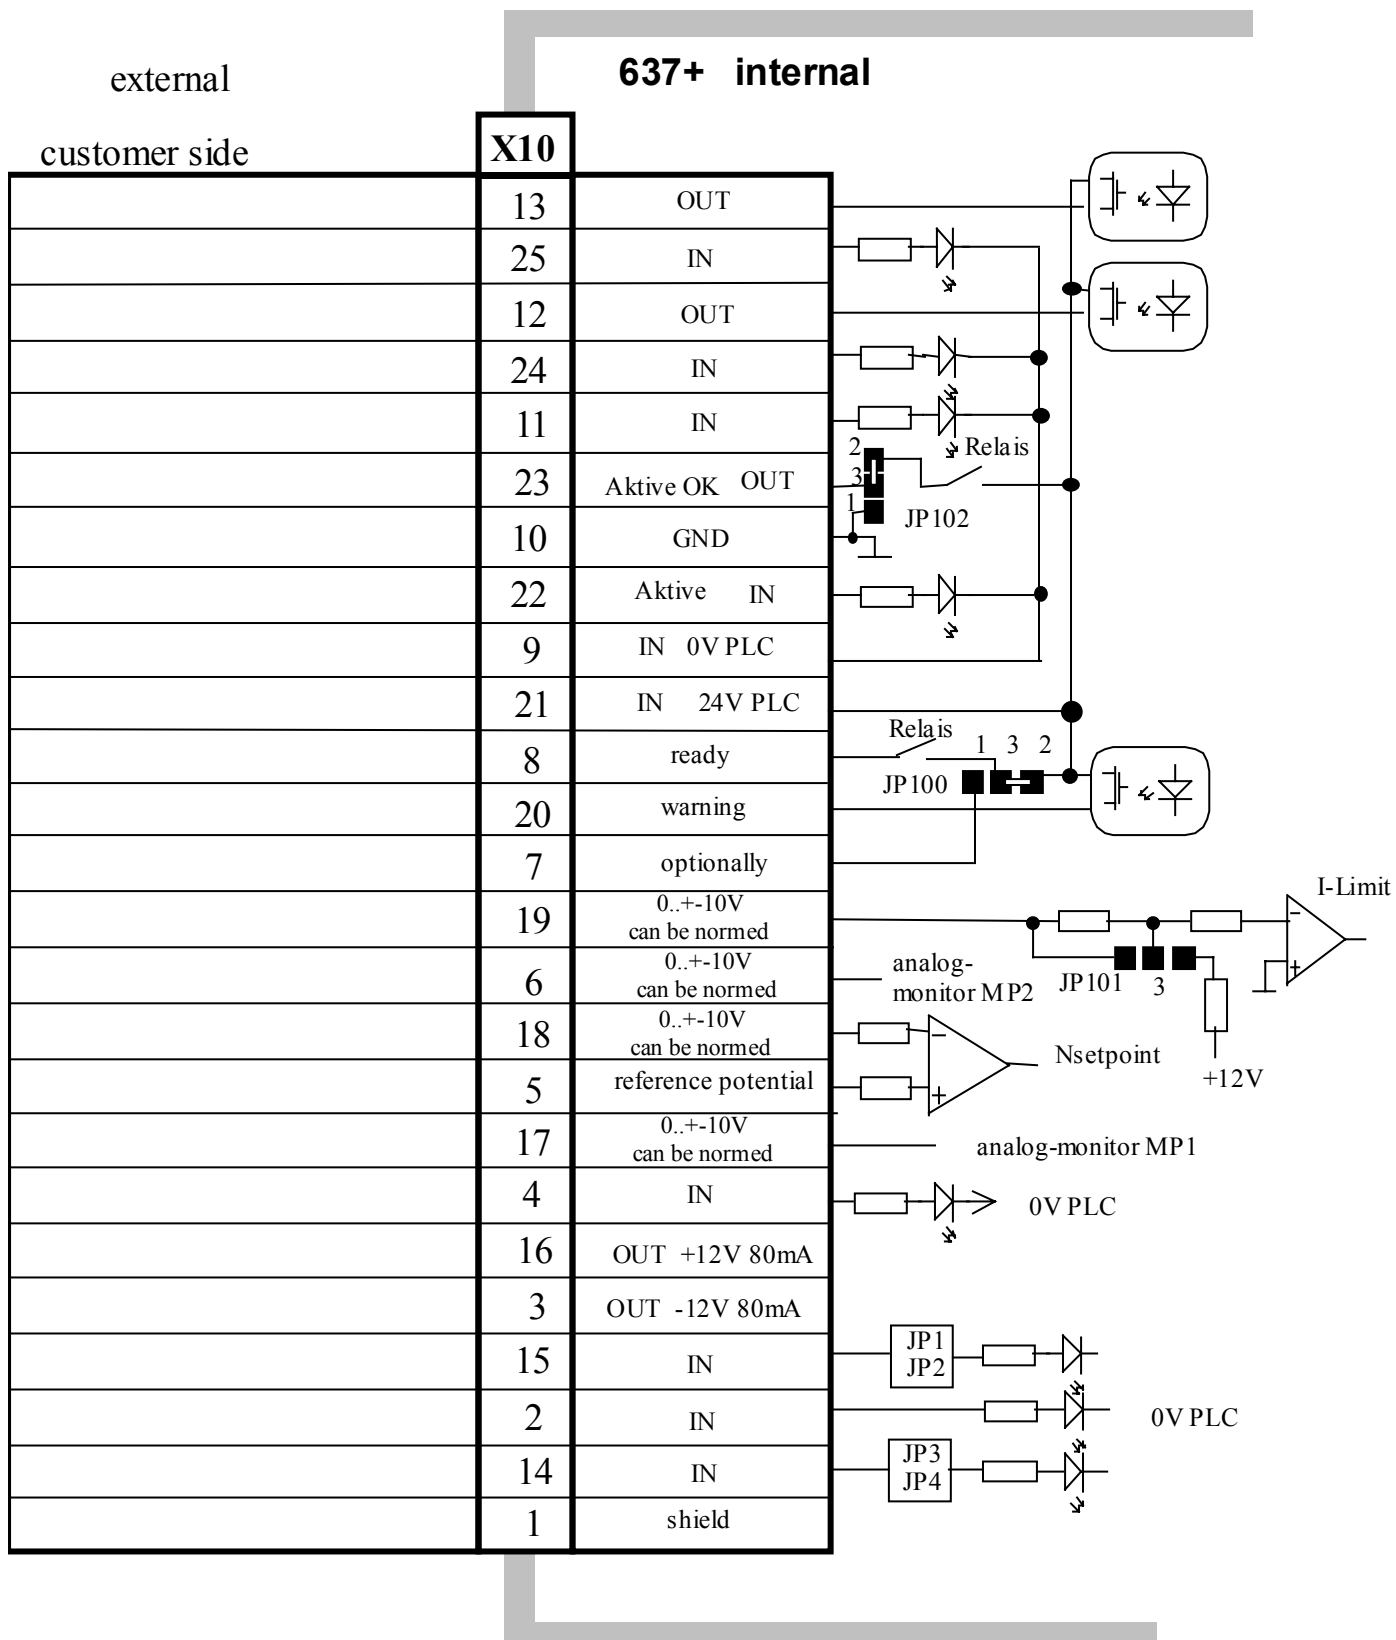 external
637+ internal
customer side
X10
13 OUT
25 IN
12 OUT
24 IN
11 IN
2
Relais
23 Aktive OK OUT
3
1
JP102
10 GND
22 Aktive IN
9 IN 0V PLC
21 IN 24V PLC
Relais
1 3 2
8 ready
JP100
20 warning
7 optionally
I-Limit
19 0..+-10V
can be normed
-
+
analog-
monitor MP2
JP101 3
6 0..+-10V
can be normed
+12V
18 0..+-10V
can be normed
-
Nsetpoint
5 reference potential
+
17 0..+-10V
can be normed
analog-monitor MP1
4 IN
0V PLC
16 OUT +12V 80mA
3 OUT -12V 80mA
15 IN
JP1
JP2
2 IN
0V PLC
14 IN
JP3
JP4
1 shield